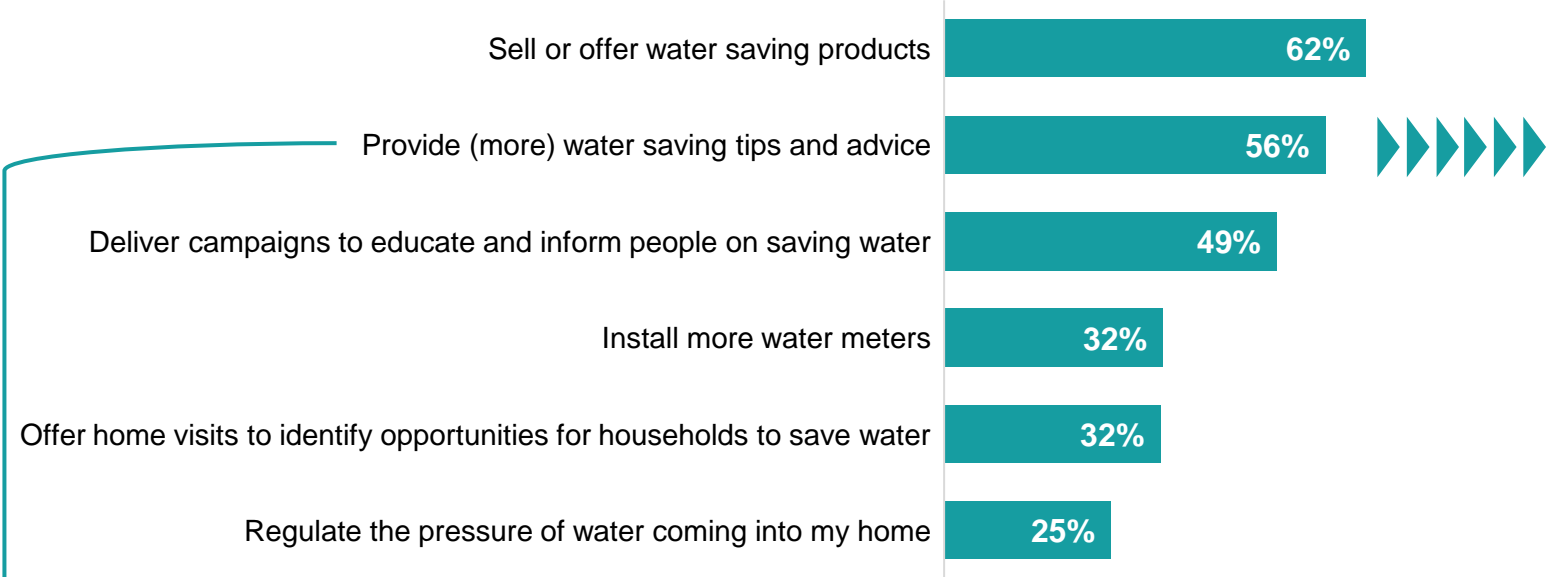 Sell or offer water saving products 62%
Provide (more) water saving tips and advice 56%
Deliver campaigns to educate and inform people on saving water 49%
Install more water meters 32%
Offer home visits to identify opportunities for households to save water 32%
Regulate the pressure of water coming into my home 25%